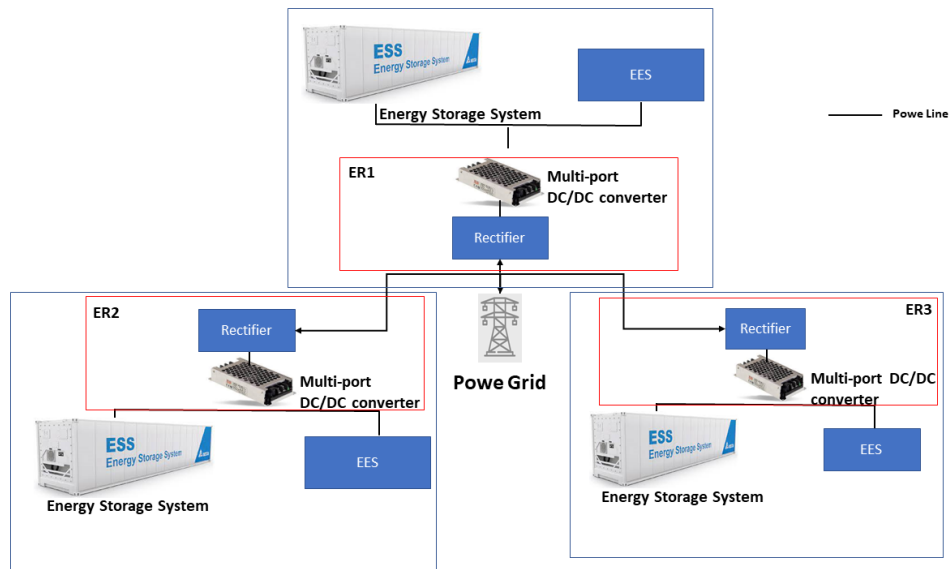 ESS
Energy Storage System
EES
Energy Storage System
Powe Line
ER1
Multi-port
DC/DC converter
Rectifier
ER2
Rectifier
Multi-port
DC/DC converter
ESS
Energy Storage System
EES
Energy Storage System
Powe Grid
ER3
Rectifier
Multi-port DC/DC
converter
ESS
Energy Storage System
EES
Energy Storage System